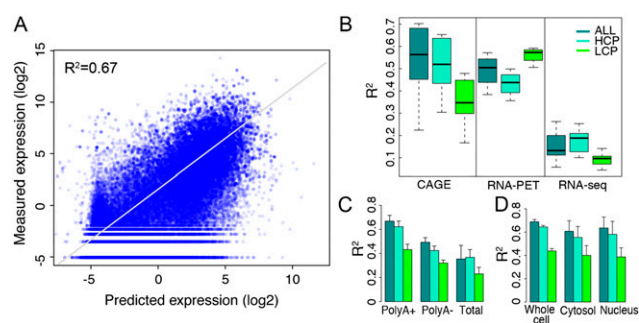 A
R²=0.67
Measured expression (log2)
15
10
5
0
-5
-5
0
5
10
Predicted expression (log2)
B
R²
0.7
0.6
0.5
0.4
0.3
0.2
0.1
ALL
HCP
LCP
CAGE
RNA-PET
RNA-seq
C
R²
0.8
0.6
0.4
0.2
0
PolyA+
PolyA-
Total
D
R²
0.8
0.6
0.4
0.2
0
Whole
cell
Cytosol
Nucleus